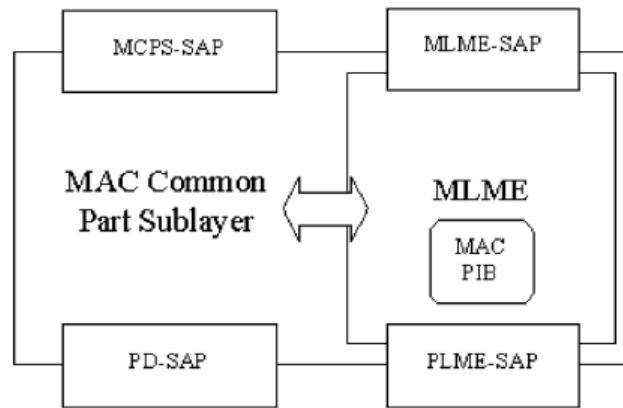 MCPS-SAP
MLME-SAP
MAC Common
Part Sublayer
MLME
MAC
PIB
PD-SAP
PLME-SAP